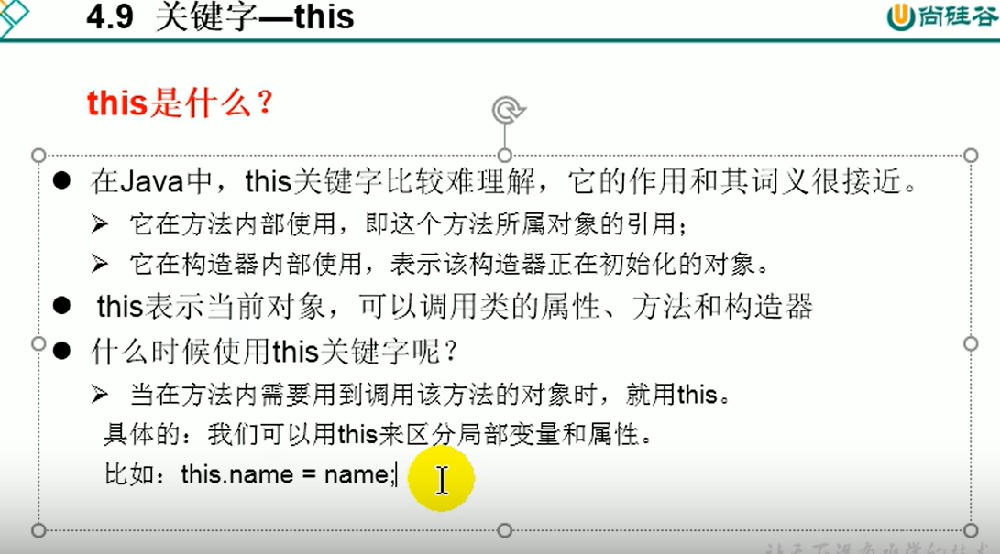 4.9 关键字—this
尚硅谷
this是什么？
在Java中，this关键字比较难理解，它的作用和其词义很接近。
它在方法内部使用，即这个方法所属对象的引用；
它在构造器内部使用，表示该构造器正在初始化的对象。
this表示当前对象，可以调用类的属性、方法和构造器
什么时候使用this关键字呢？
当在方法内需要用到调用该方法的对象时，就用this。
具体的：我们可以用this来区分局部变量和属性。
比如：this.name = name;